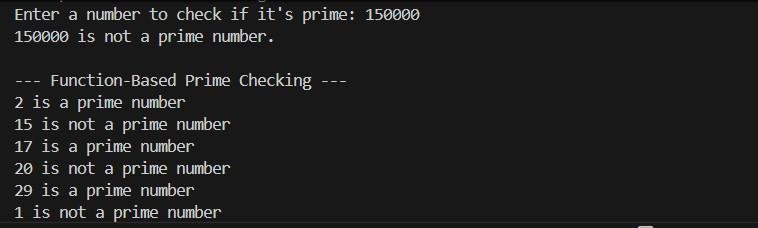 Enter a number to check if it's prime: 150000
150000 is not a prime number.
--- Function-Based Prime Checking ---
2 is a prime number
15 is not a prime number
17 is a prime number
20 is not a prime number
29 is a prime number
1 is not a prime number